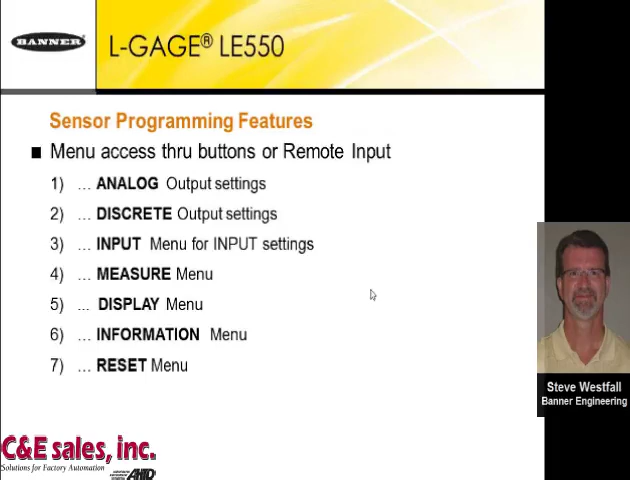 BANNER
L-GAGE® LE550
Sensor Programming Features
■ Menu access thru buttons or Remote Input
1) … ANALOG Output settings
2) … DISCRETE Output settings
3) … INPUT Menu for INPUT settings
4) … MEASURE Menu
5) ... DISPLAY Menu
6) … INFORMATION Menu
7) … RESET Menu
Steve Westfall
Banner Engineering
C&E sales, inc.
Solutions for Factory Automation